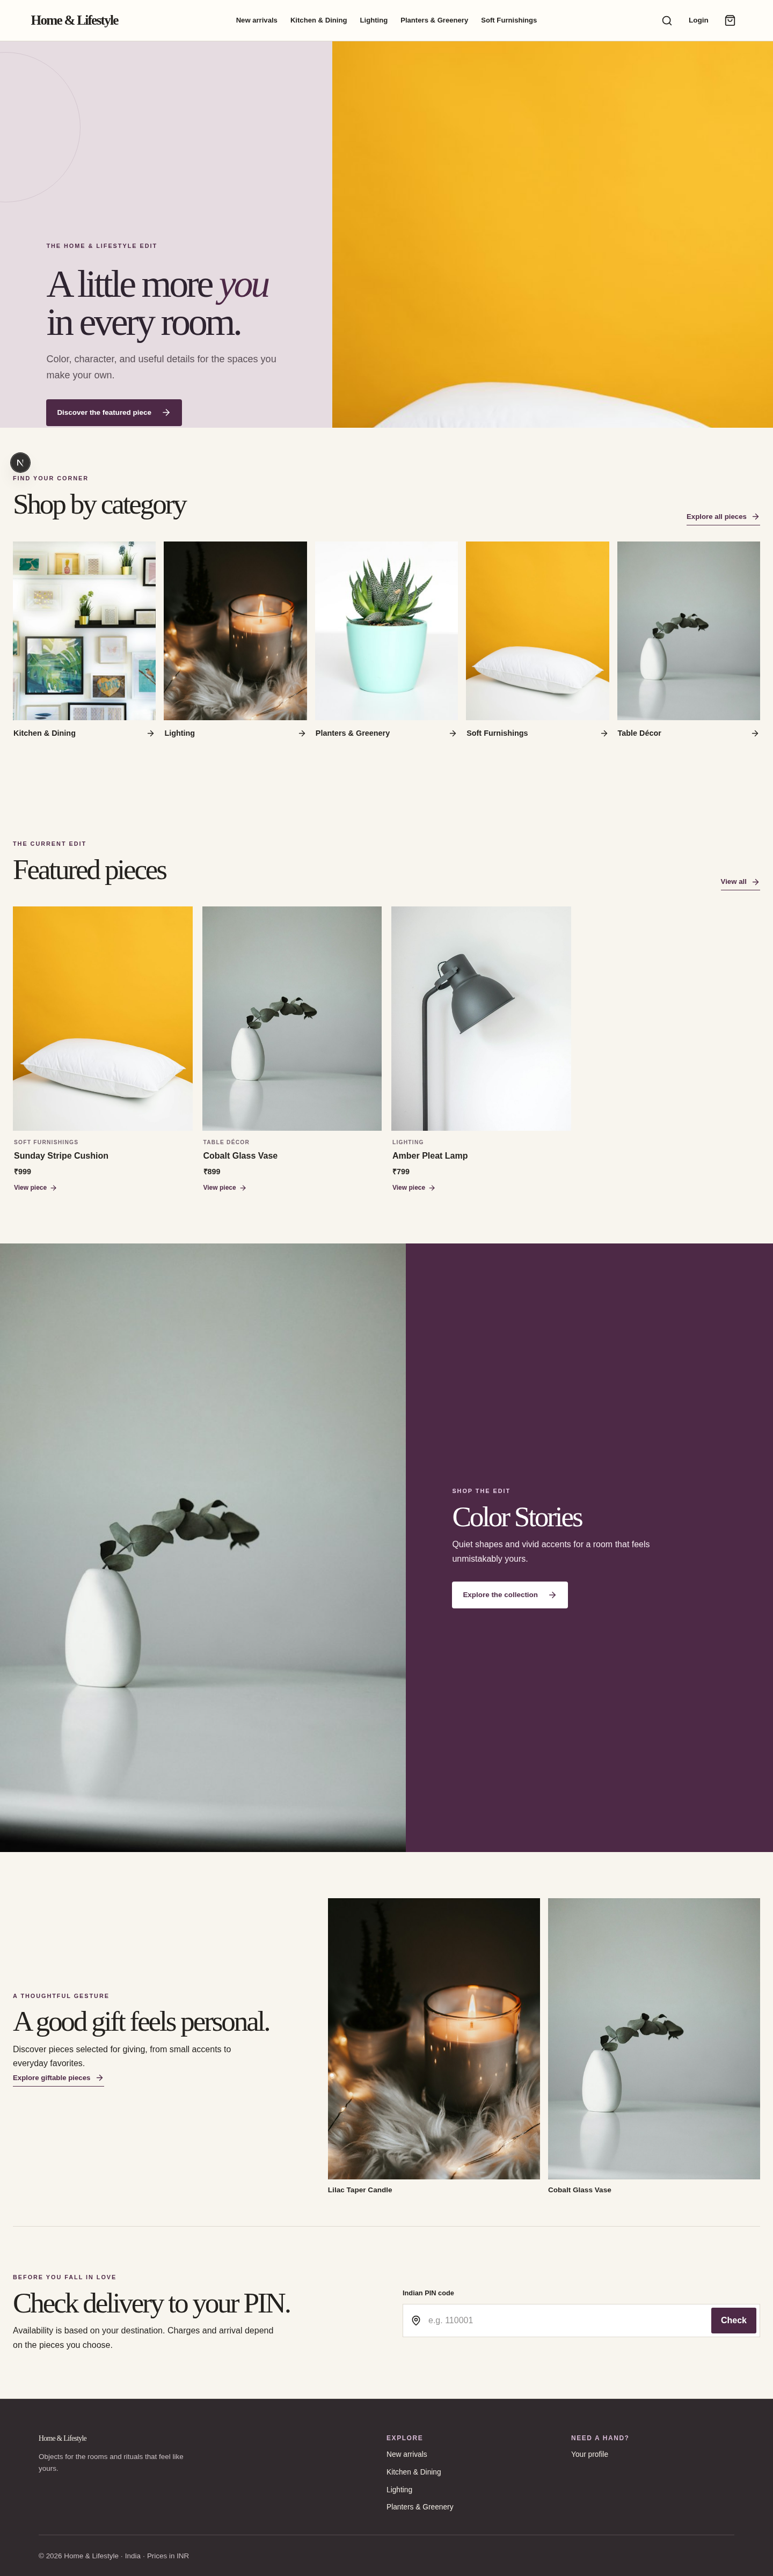 Home & Lifestyle
New arrivals
Kitchen & Dining
Lighting
Planters & Greenery
Soft Furnishings
Login
THE HOME & LIFESTYLE EDIT
A little more you
in every room.
Color, character, and useful details for the spaces you
make your own.
Discover the featured piece
N
FIND YOUR CORNER
Shop by category
Explore all pieces
Kitchen & Dining
Lighting
Planters & Greenery
Soft Furnishings
Table Décor
THE CURRENT EDIT
Featured pieces
View all
SOFT FURNISHINGS
Sunday Stripe Cushion
₹999
View piece
TABLE DÉCOR
Cobalt Glass Vase
₹899
View piece
LIGHTING
Amber Pleat Lamp
₹799
View piece
SHOP THE EDIT
Color Stories
Quiet shapes and vivid accents for a room that feels
unmistakably yours.
Explore the collection
A THOUGHTFUL GESTURE
A good gift feels personal.
Discover pieces selected for giving, from small accents to
everyday favorites.
Explore giftable pieces
Lilac Taper Candle
Cobalt Glass Vase
BEFORE YOU FALL IN LOVE
Check delivery to your PIN.
Availability is based on your destination. Charges and arrival depend
on the pieces you choose.
Indian PIN code
e.g. 110001
Check
Home & Lifestyle
Objects for the rooms and rituals that feel like
yours.
EXPLORE
New arrivals
Kitchen & Dining
Lighting
Planters & Greenery
NEED A HAND?
Your profile
© 2026 Home & Lifestyle · India · Prices in INR